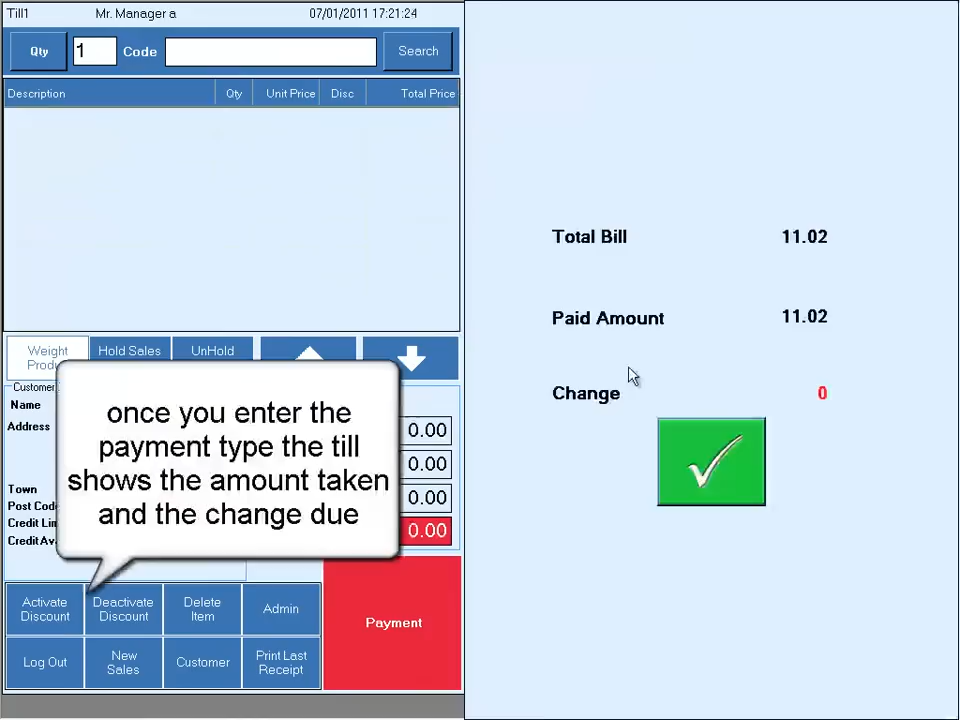 Till1 Mr. Manager a 07/01/2011 17:21:24
Qty 1 Code Search
Description Qty Unit Price Disc Total Price
Weight Hold Sales UnHold
Customer
Name
Address 0.00
0.00
Town 0.00
Post Code
Credit 0.00
once you enter the
payment type the till
shows the amount taken
and the change due
Activate Discount
Deactivate Discount
Delete Item
Admin
Log Out
New Sales
Customer
Print Last Receipt
Payment
Total Bill 11.02
Paid Amount 11.02
Change 0